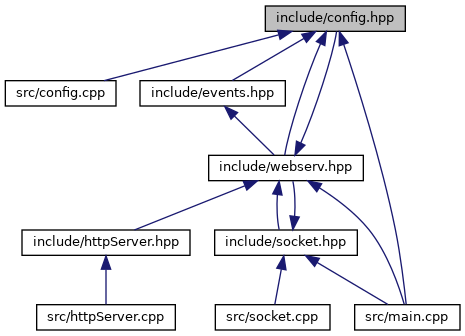 include/config.hpp
src/config.cpp
include/events.hpp
include/webserv.hpp
include/httpServer.hpp
include/socket.hpp
src/httpServer.cpp
src/socket.cpp
src/main.cpp